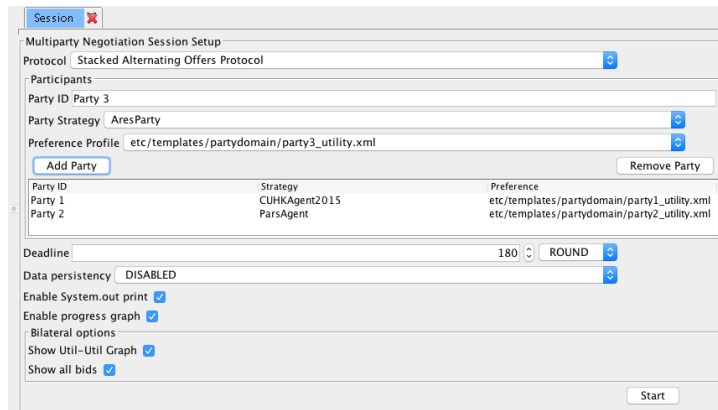 Session
Multiparty Negotiation Session Setup
Protocol Stacked Alternating Offers Protocol
Participants
Party ID Party 3
Party Strategy AresParty
Preference Profile etc/templates/partydomain/party3_utility.xml
Add Party Remove Party
Party ID Strategy Preference
Party 1 CUHKAgent2015 etc/templates/partydomain/party1_utility.xml
Party 2 ParsAgent etc/templates/partydomain/party2_utility.xml
Deadline 180 ROUND
Data persistency DISABLED
Enable System.out print
Enable progress graph
Bilateral options
Show Util-Util Graph
Show all bids
Start